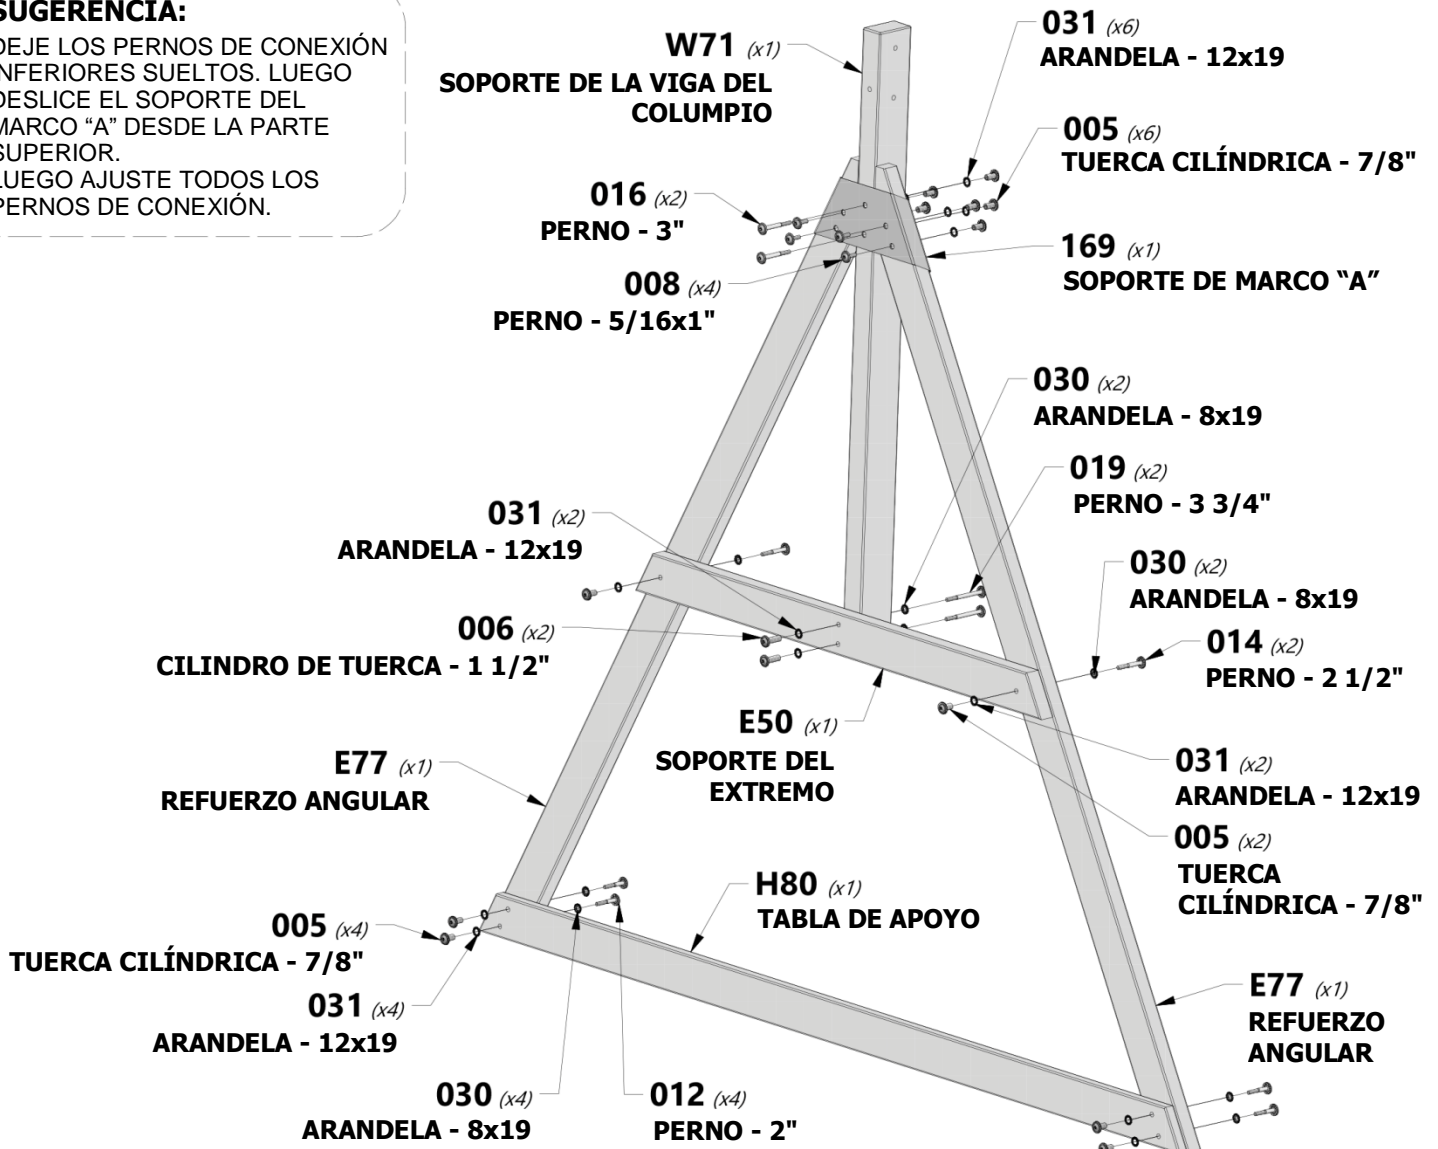 SUGERENCIA:
DEJE LOS PERNOS DE CONEXIÓN
INFERIORES SUELTOS. LUEGO
DESLICE EL SOPORTE DEL
MARCO “A” DESDE LA PARTE
SUPERIOR.
LUEGO AJUSTE TODOS LOS
PERNOS DE CONEXIÓN.
W71 (x1)
SOPORTE DE LA VIGA DEL
COLUMPIO
031 (x6)
ARANDELA - 12x19
005 (x6)
TUERCA CILÍNDRICA - 7/8"
016 (x2)
PERNO - 3"
169 (x1)
SOPORTE DE MARCO “A”
008 (x4)
PERNO - 5/16x1"
030 (x2)
ARANDELA - 8x19
019 (x2)
PERNO - 3 3/4"
031 (x2)
ARANDELA - 12x19
030 (x2)
ARANDELA - 8x19
006 (x2)
CILINDRO DE TUERCA - 1 1/2"
014 (x2)
PERNO - 2 1/2"
E50 (x1)
SOPORTE DEL
EXTREMO
E77 (x1)
REFUERZO ANGULAR
031 (x2)
ARANDELA - 12x19
005 (x2)
TUERCA
CILÍNDRICA - 7/8"
H80 (x1)
TABLA DE APOYO
005 (x4)
TUERCA CILÍNDRICA - 7/8"
031 (x4)
ARANDELA - 12x19
E77 (x1)
REFUERZO
ANGULAR
030 (x4)
ARANDELA - 8x19
012 (x4)
PERNO - 2"